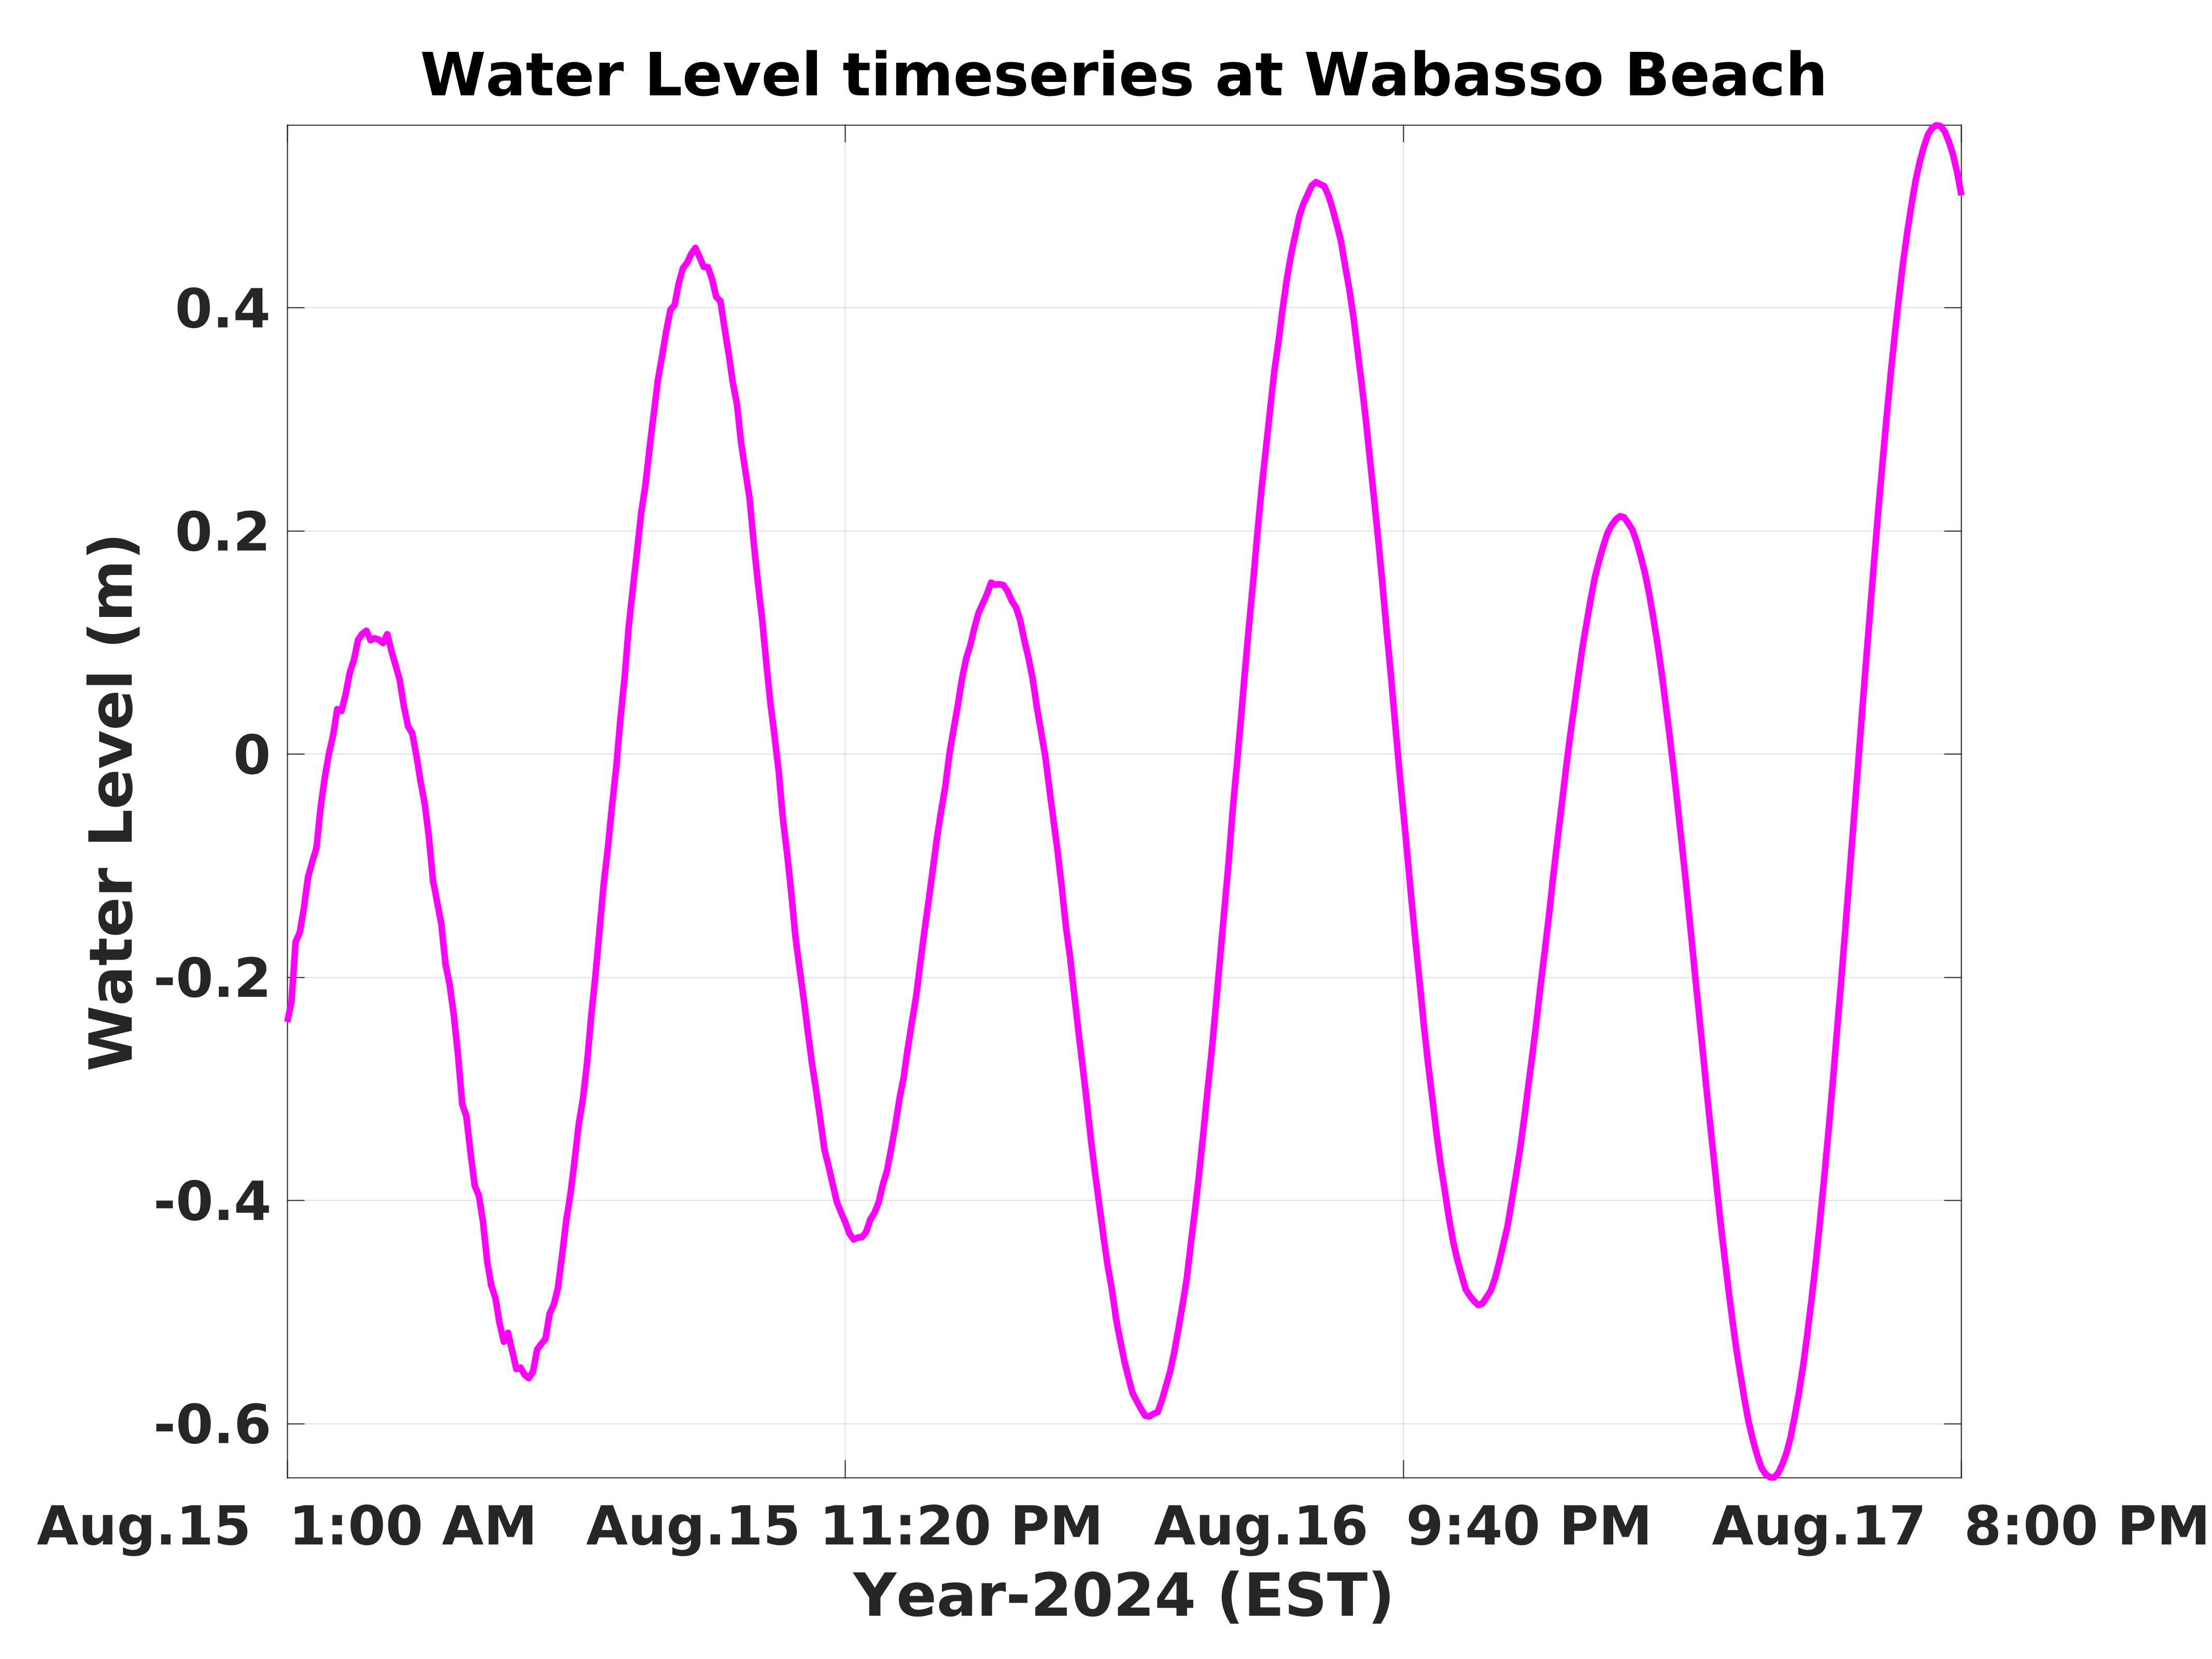 Water Level timeseries at Wabasso Beach
Water Level (m)
0.4
0.2
0
-0.2
-0.4
-0.6
Aug.15  1:00 AM Aug.15 11:20 PM Aug.16  9:40 PM Aug.17  8:00 PM
Year-2024 (EST)